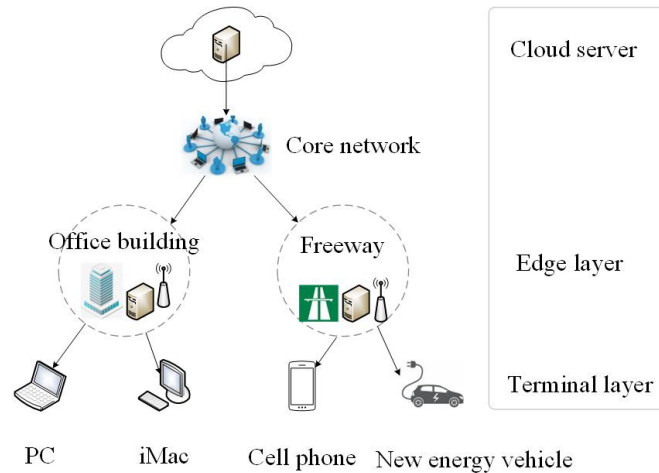 Cloud server
Core network
Office building
Freeway
Edge layer
Terminal layer
PC
iMac
Cell phone
New energy vehicle